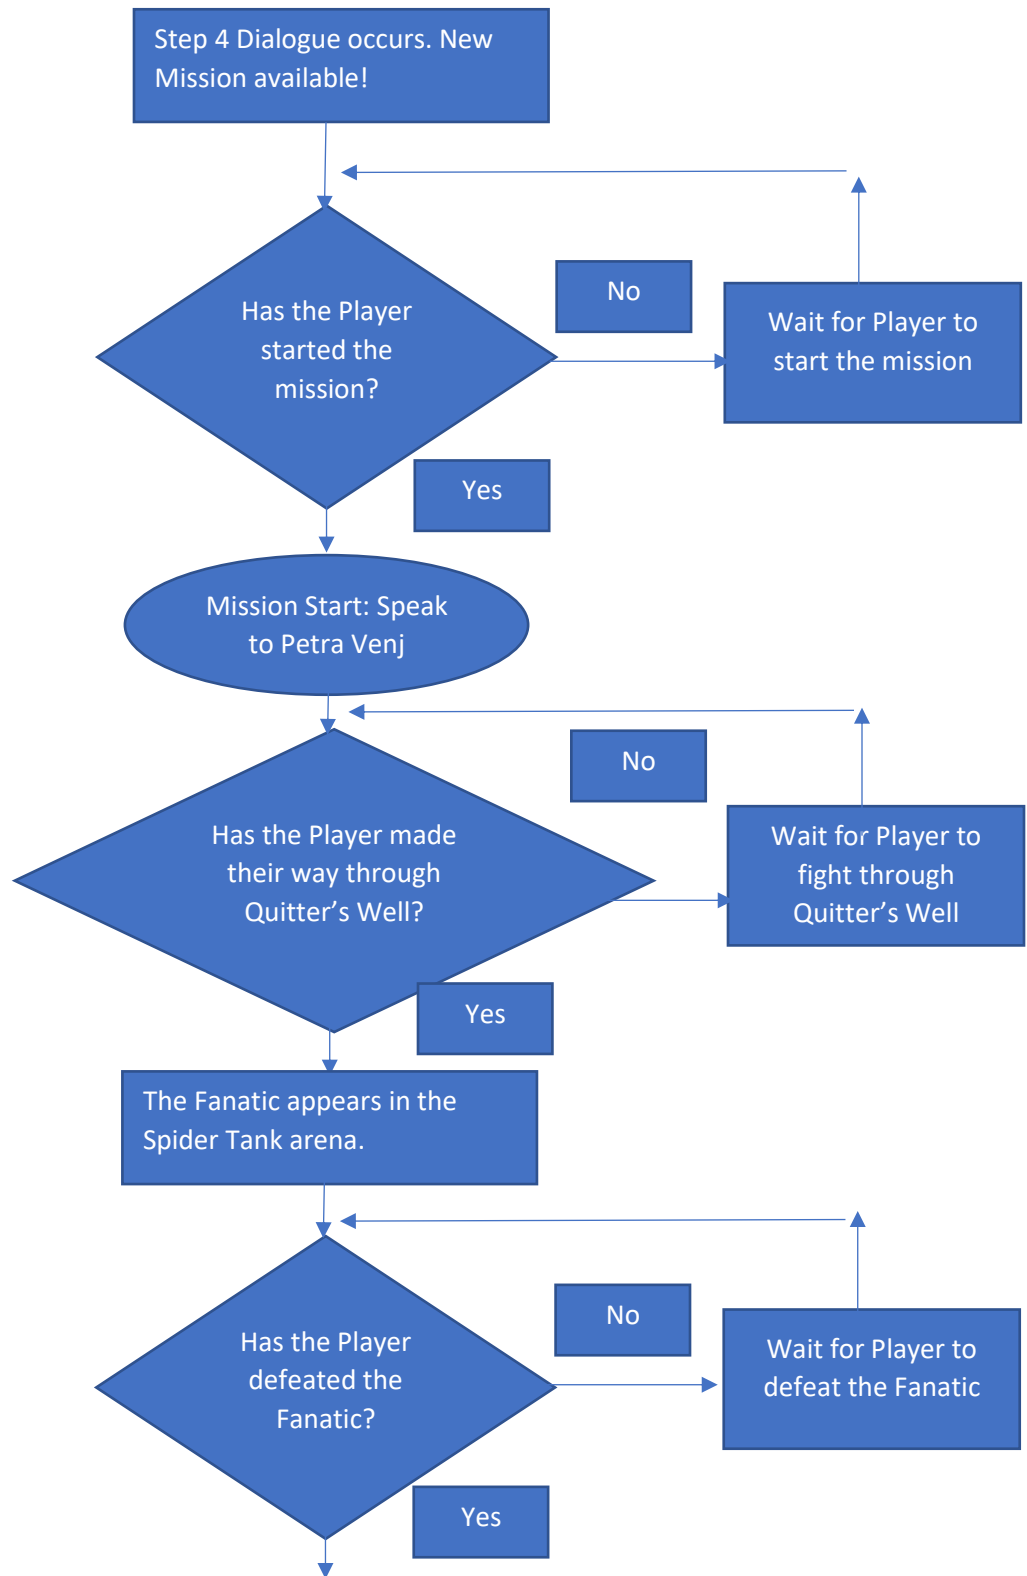 Step 4 Dialogue occurs. New
Mission available!
Has the Player
started the
mission?
No
Wait for Player to
start the mission
Yes
Mission Start: Speak
to Petra Venj
Has the Player made
their way through
Quitter’s Well?
No
Wait for Player to
fight through
Quitter’s Well
Yes
The Fanatic appears in the
Spider Tank arena.
Has the Player
defeated the
Fanatic?
No
Wait for Player to
defeat the Fanatic
Yes